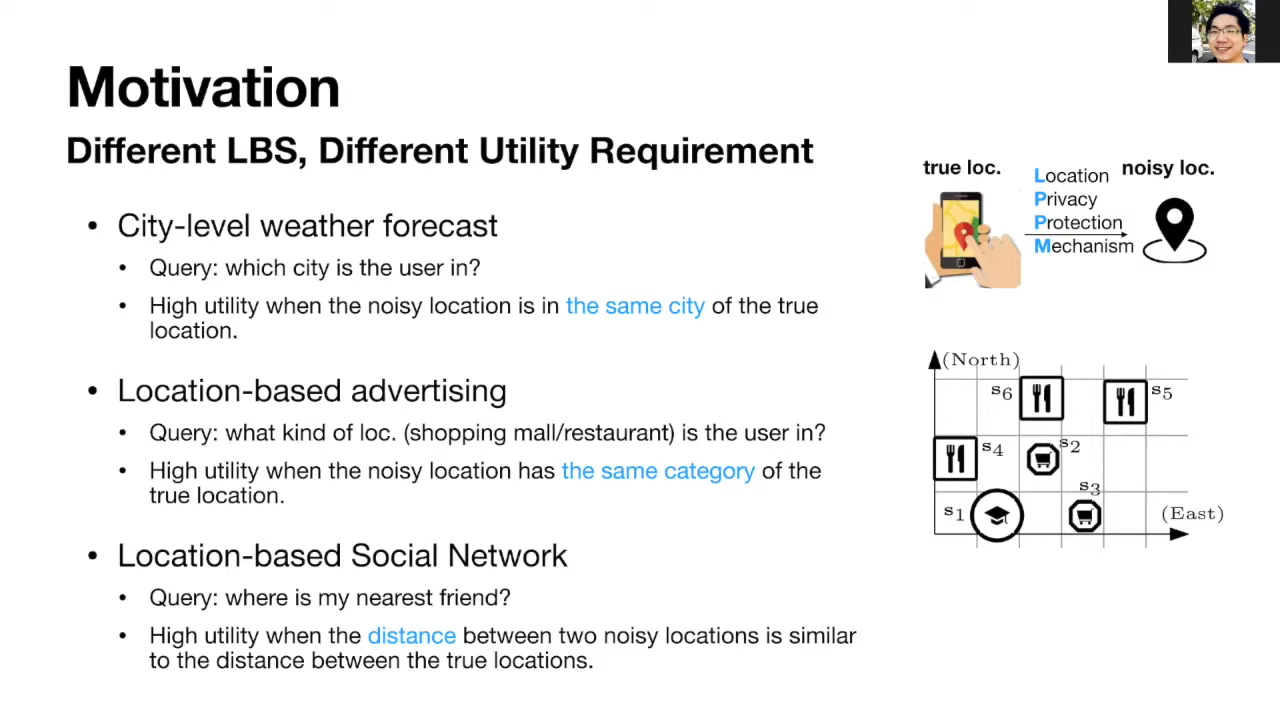 Motivation
Different LBS, Different Utility Requirement
• City-level weather forecast
• Query: which city is the user in?
• High utility when the noisy location is in the same city of the true
location.
• Location-based advertising
• Query: what kind of loc. (shopping mall/restaurant) is the user in?
• High utility when the noisy location has the same category of the
true location.
• Location-based Social Network
• Query: where is my nearest friend?
• High utility when the distance between two noisy locations is similar
to the distance between the true locations.
true loc.
Location
Privacy
Protection
Mechanism
noisy loc.
(North)
s6
s5
s4
s2
s3
s1
(East)